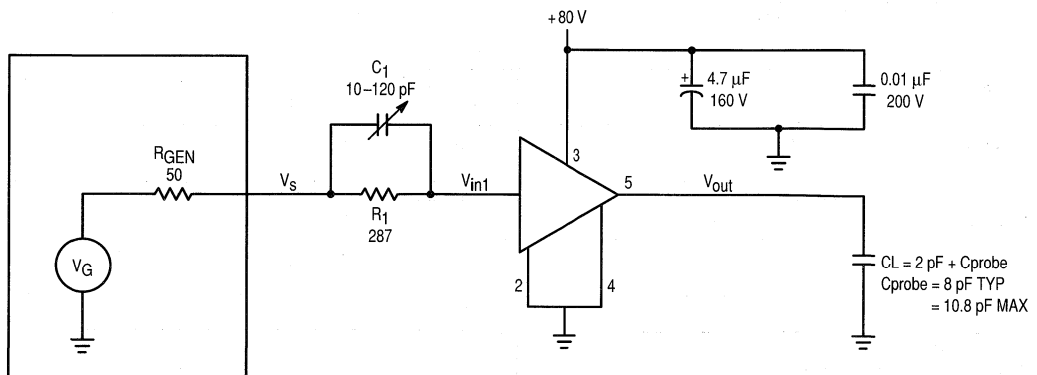 +80 V
C1
10–120 pF
+
4.7 µF
160 V
0.01 µF
200 V
RGEN
50
VS
Vin1
3
5
Vout
R1
287
VG
2
4
CL = 2 pF + Cprobe
Cprobe = 8 pF TYP
= 10.8 pF MAX